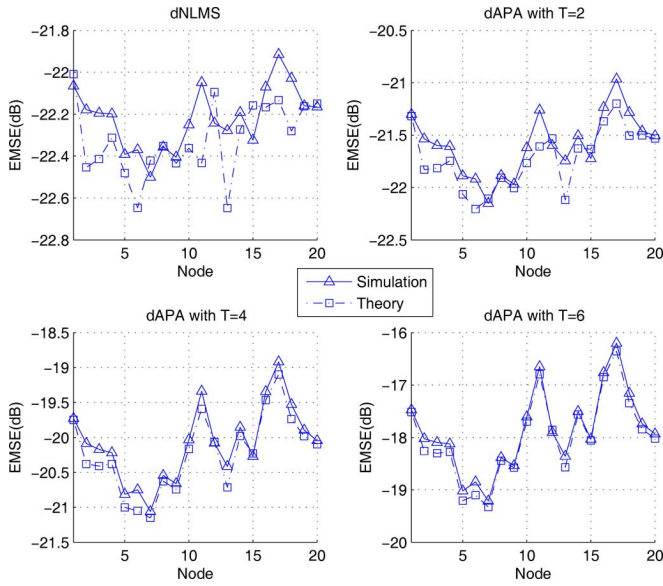 dNLMS
dAPA with T=2
−21.8
−22
−22.2
−22.4
−22.6
−22.8
EMSE(dB)
5
10
15
20
Node
−20.5
−21
−21.5
−22
−22.5
EMSE(dB)
5
10
15
20
Node
Simulation
Theory
dAPA with T=4
dAPA with T=6
−18.5
−19
−19.5
−20
−20.5
−21
−21.5
EMSE(dB)
5
10
15
20
Node
−16
−17
−18
−19
−20
EMSE(dB)
5
10
15
20
Node